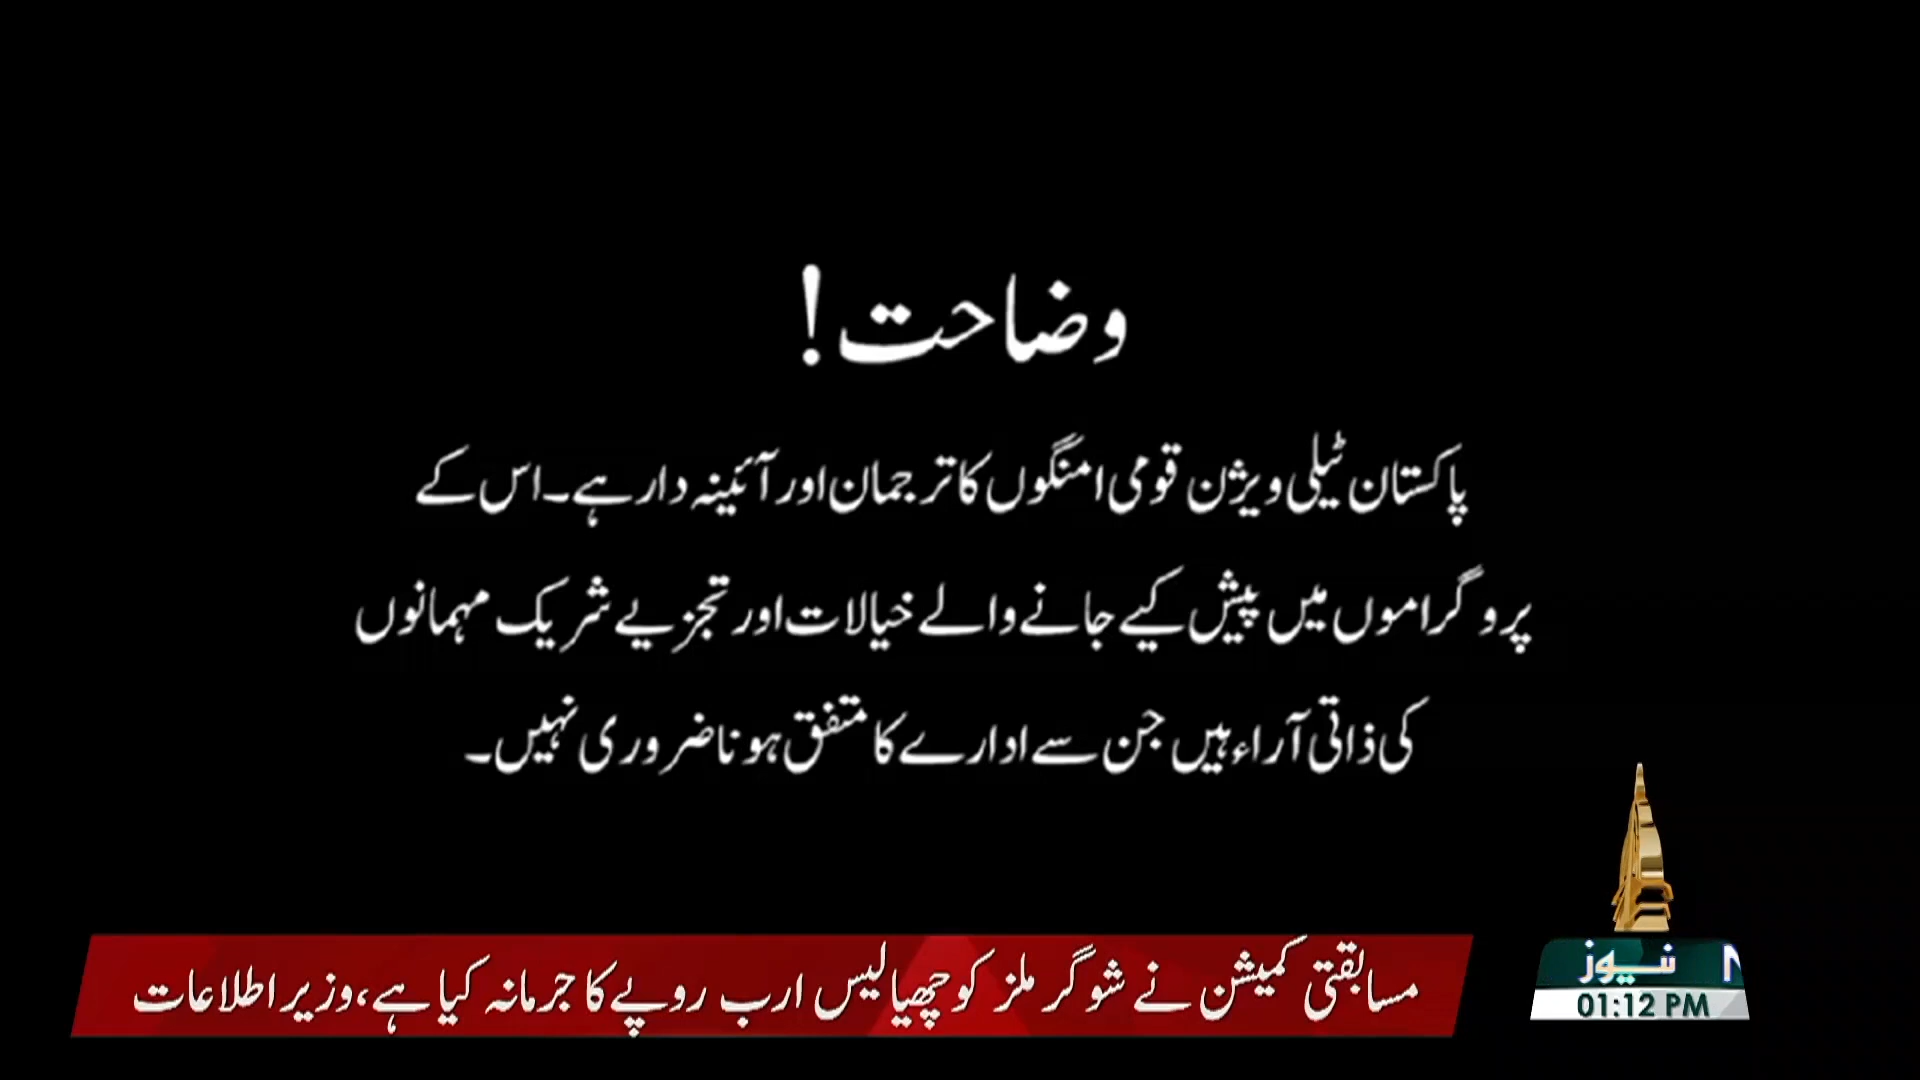 وضاحت!
پاکستان ٹیلی ویژن قومی امنگوں کا ترجمان اور آئینہ دار ہے۔ اس کے
پروگراموں میں پیش کیے جانے والے خیالات اور تجزیے شریک مہمانوں
کی ذاتی آراء ہیں جن سے ادارے کا متفق ہونا ضروری نہیں۔
مسابقتی کمیشن نے شوگر ملز کو چھیالیس ارب روپے کا جرمانہ کیا ہے، وزیر اطلاعات
نیوز N
01:12 PM